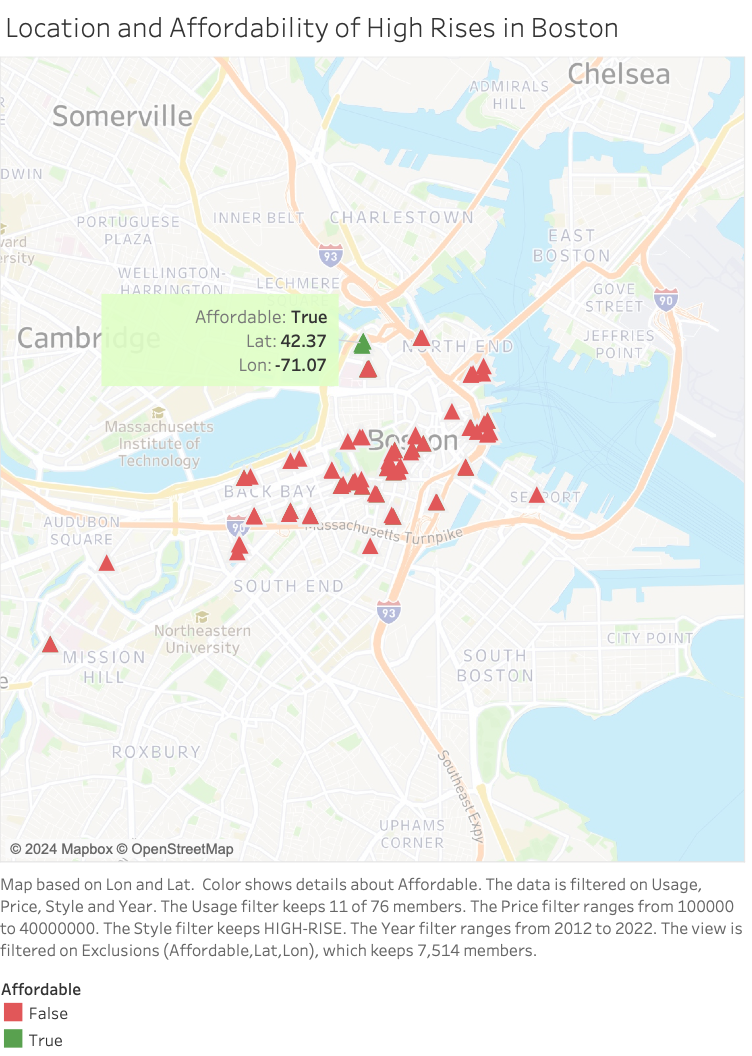 Location and Affordability of High Rises in Boston
Chelsea
ADMIRALS
HILL
Somerville
DWIN
PORTUGUESE
PLAZA
INNER BELT
CHARLESTOWN
EAST
BOSTON
93
WELLINGTON-
HARRINGTON
LECHMERE
GOVE
STREET
90
Affordable: True
Lat: 42.37
Lon: -71.07
Cambridge
NORTH END
JEFFRIES
POINT
Massachusetts
Institute of
Technology
Boston
BACK BAY
SEAPORT
AUDUBON
SQUARE
90
Massachusetts Turnpike
SOUTH END
93
Northeastern
University
MISSION
HILL
CITY POINT
SOUTH
BOSTON
ROXBURY
Southeast Expy
UPHAMS
CORNER
© 2024 Mapbox © OpenStreetMap
Map based on Lon and Lat.  Color shows details about Affordable. The data is filtered on Usage,
Price, Style and Year. The Usage filter keeps 11 of 76 members. The Price filter ranges from 100000
to 40000000. The Style filter keeps HIGH-RISE. The Year filter ranges from 2012 to 2022. The view is
filtered on Exclusions (Affordable,Lat,Lon), which keeps 7,514 members.
Affordable
False
True